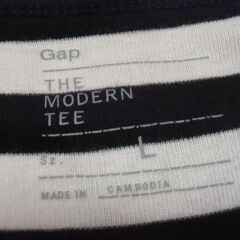 Gap
THE
MODERN
TEE
Sz. L
MADE IN CAMBODIA